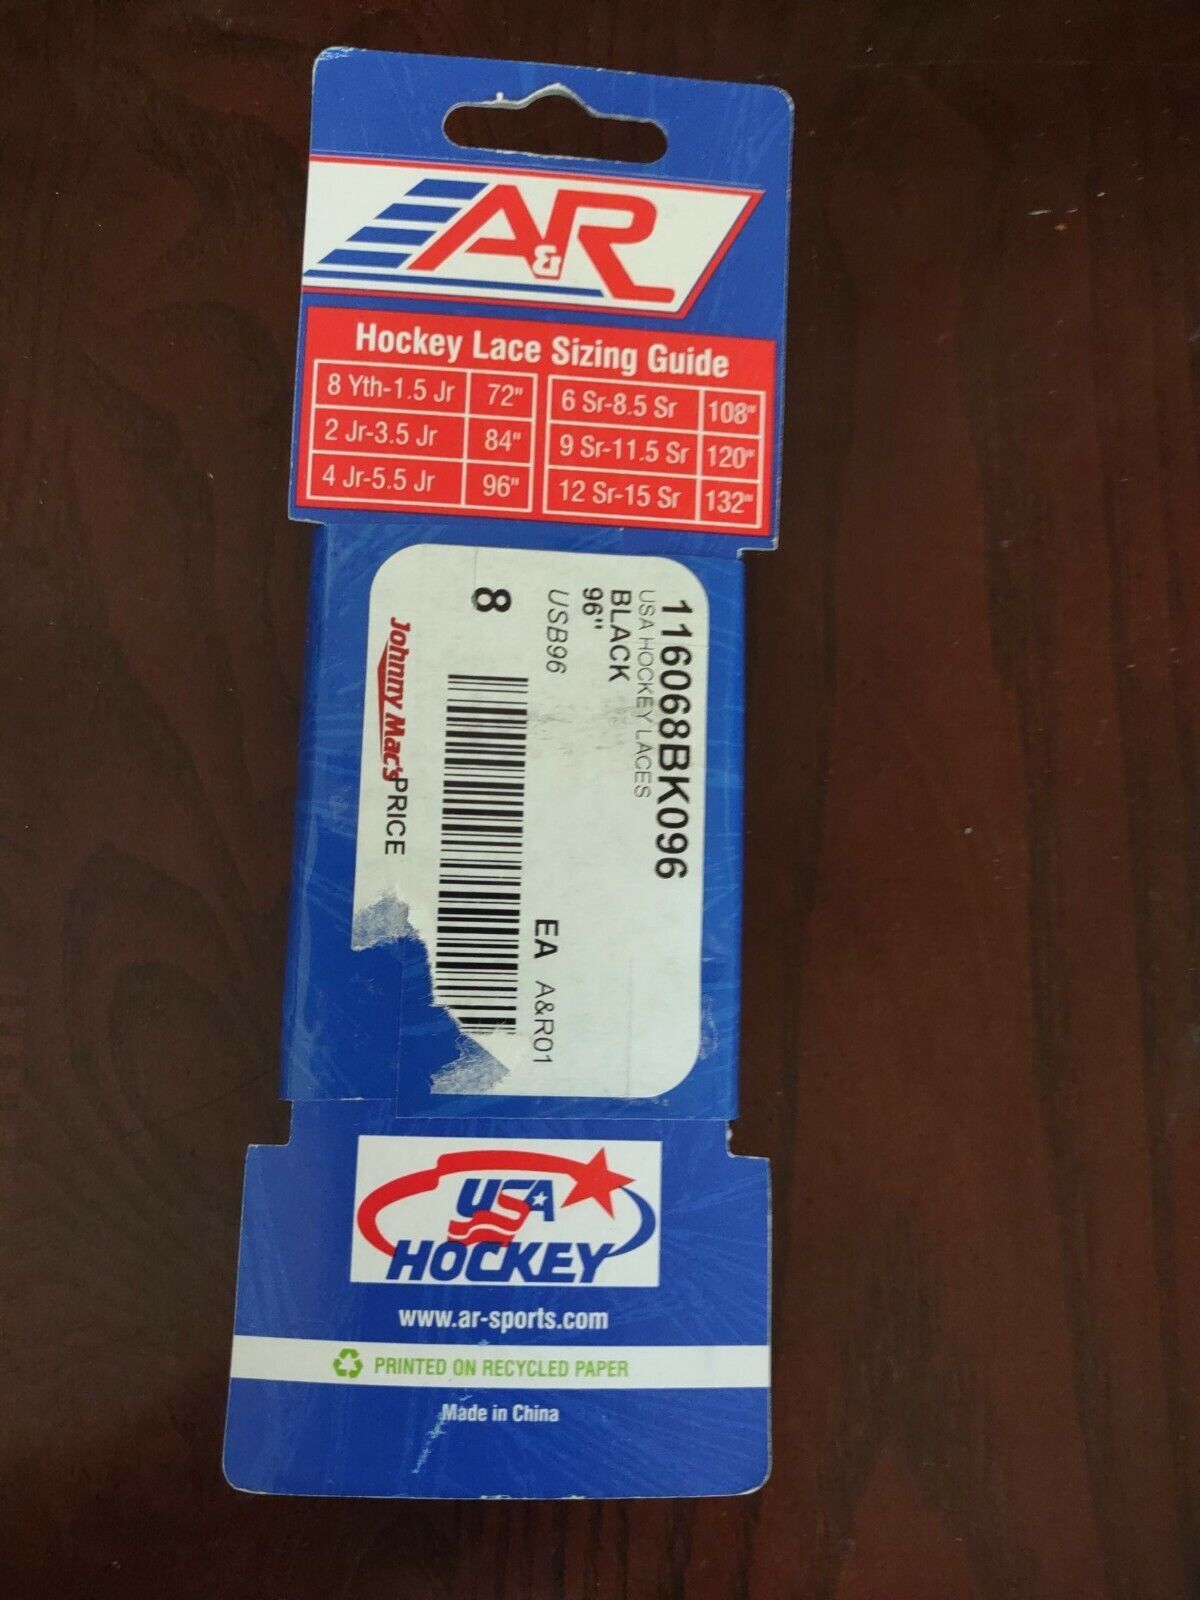 A&R
Hockey Lace Sizing Guide
8 Yth-1.5 Jr 72" 6 Sr-8.5 Sr 108"
2 Jr-3.5 Jr 84" 9 Sr-11.5 Sr 120"
4 Jr-5.5 Jr 96" 12 Sr-15 Sr 132"
116068BK096
USA HOCKEY LACES
BLACK
96"
USB96 EA A&R01
8
Johnny Mac's PRICE
USA
HOCKEY
www.ar-sports.com
PRINTED ON RECYCLED PAPER
Made in China